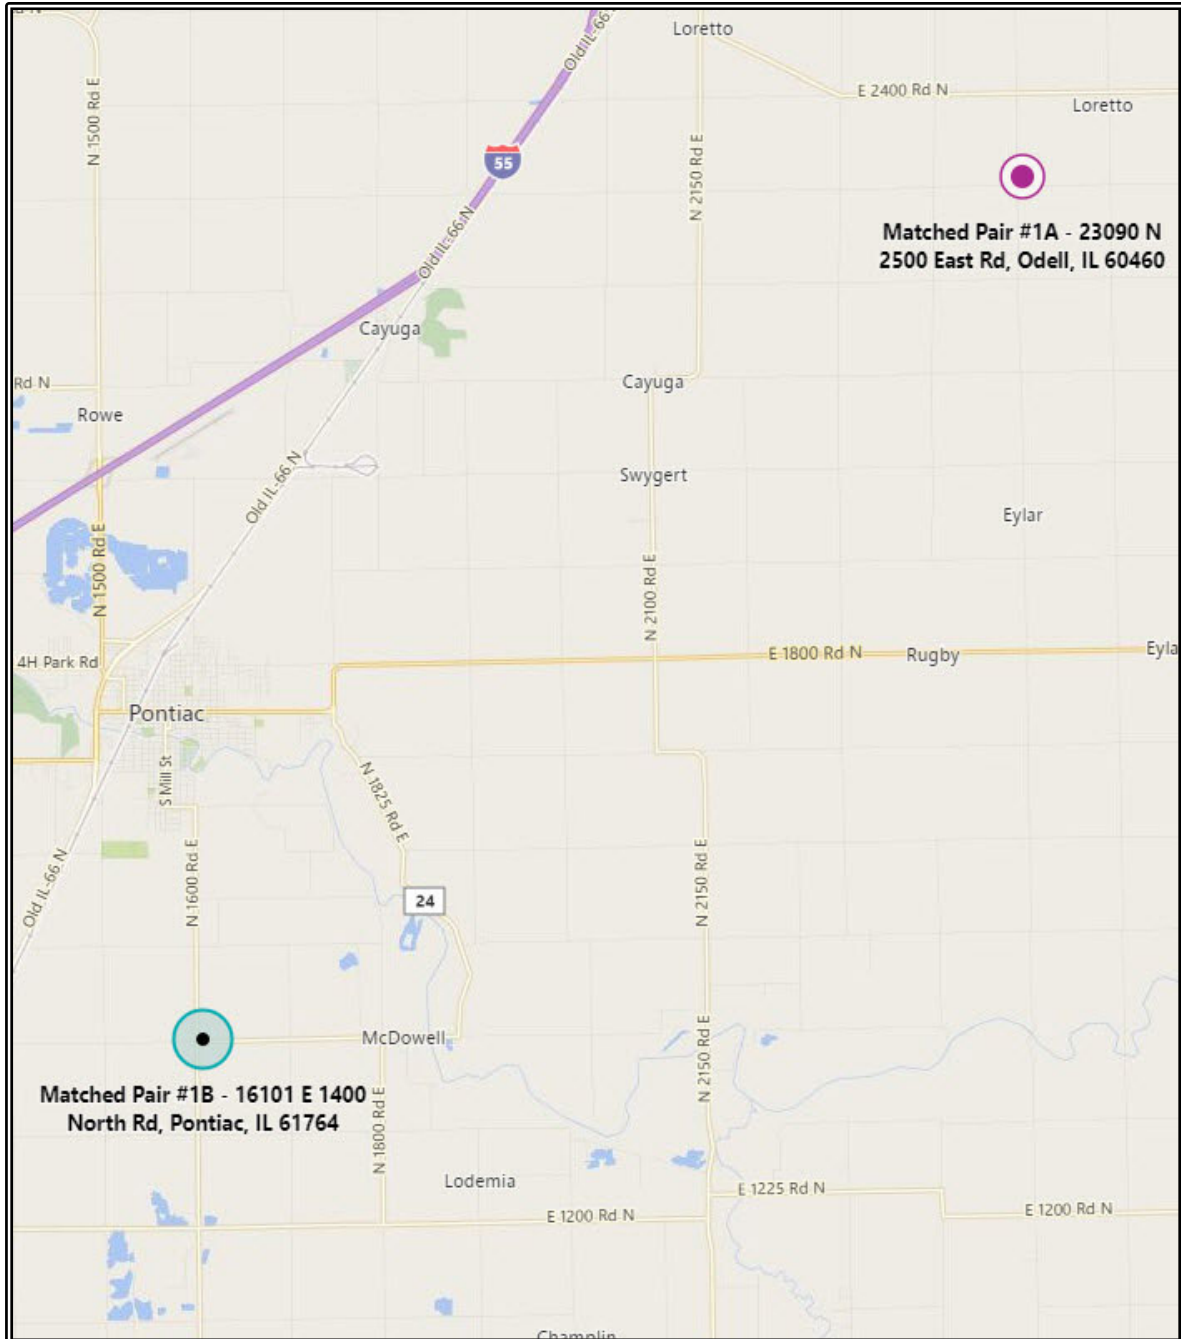 Loretto
Old IL-66
E 2400 Rd N
Loretto
N 1500 Rd E
55
N 2150 Rd E
Old IL-66 N
Matched Pair #1A - 23090 N
2500 East Rd, Odell, IL 60460
Cayuga
Rd N
Cayuga
Rowe
Old IL-66 N
Swygert
Eylar
N 1500 Rd E
N 2100 Rd E
4H Park Rd
E 1800 Rd N
Rugby
Eyla
Pontiac
S Mill St
N 1825 Rd E
Old IL-66 N
N 1600 Rd E
24
N 2150 Rd E
McDowell
N 2150 Rd E
Matched Pair #1B - 16101 E 1400
North Rd, Pontiac, IL 61764
N 1800 Rd E
Lodemia
E 1225 Rd N
E 1200 Rd N
E 1200 Rd N
Champlin